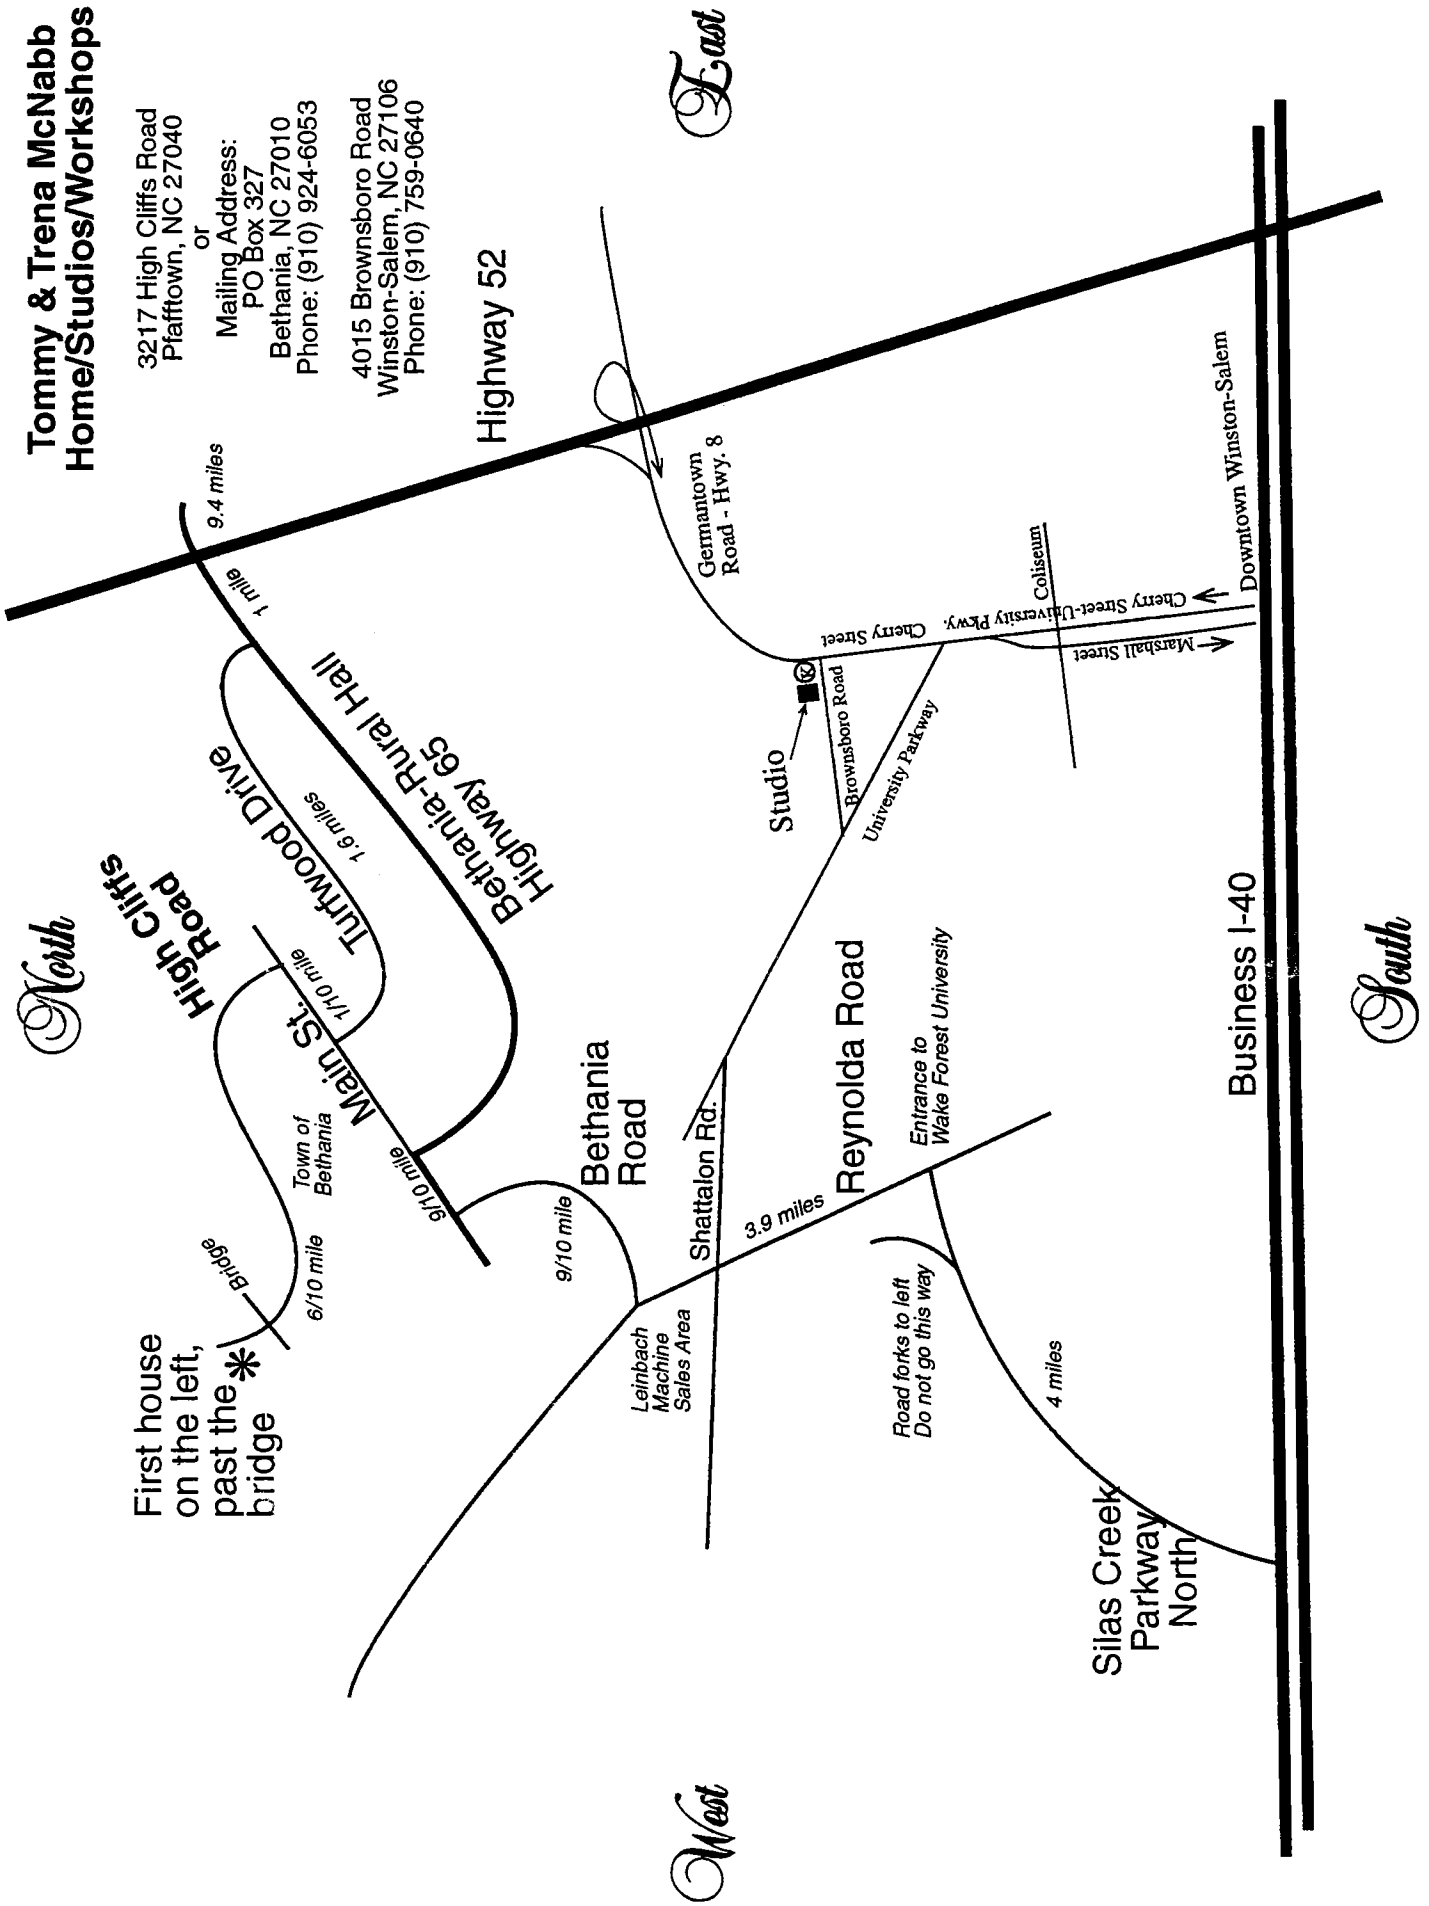 Tommy & Trena McNabb
Home/Studios/Workshops
3217 High Cliffs Road
Pfafftown, NC 27040
or
Mailing Address:
PO Box 327
Bethania, NC 27010
Phone: (910) 924-6053
4015 Brownsboro Road
Winston-Salem, NC 27106
Phone: (910) 759-0640
North
East
South
West
Highway 52
9.4 miles
1 mile
Turfwood Drive
1.6 miles
Bethania-Rural Hall
Highway 65
High Cliffs
Road
1/10 mile
Main St.
Town of
Bethania
9/10 mile
Bridge
6/10 mile
First house
on the left,
past the
bridge
Bethania
Road
9/10 mile
Leinbach
Machine
Sales Area
Shattalon Rd.
3.9 miles
Reynolda Road
Entrance to
Wake Forest University
Road forks to left
Do not go this way
4 miles
Silas Creek
Parkway
North
Business I-40
Germantown
Road - Hwy. 8
K
Studio
Cherry Street
Brownsboro Road
University Parkway
Cherry Street-University Pkwy.
Marshall Street
Coliseum
Downtown Winston-Salem